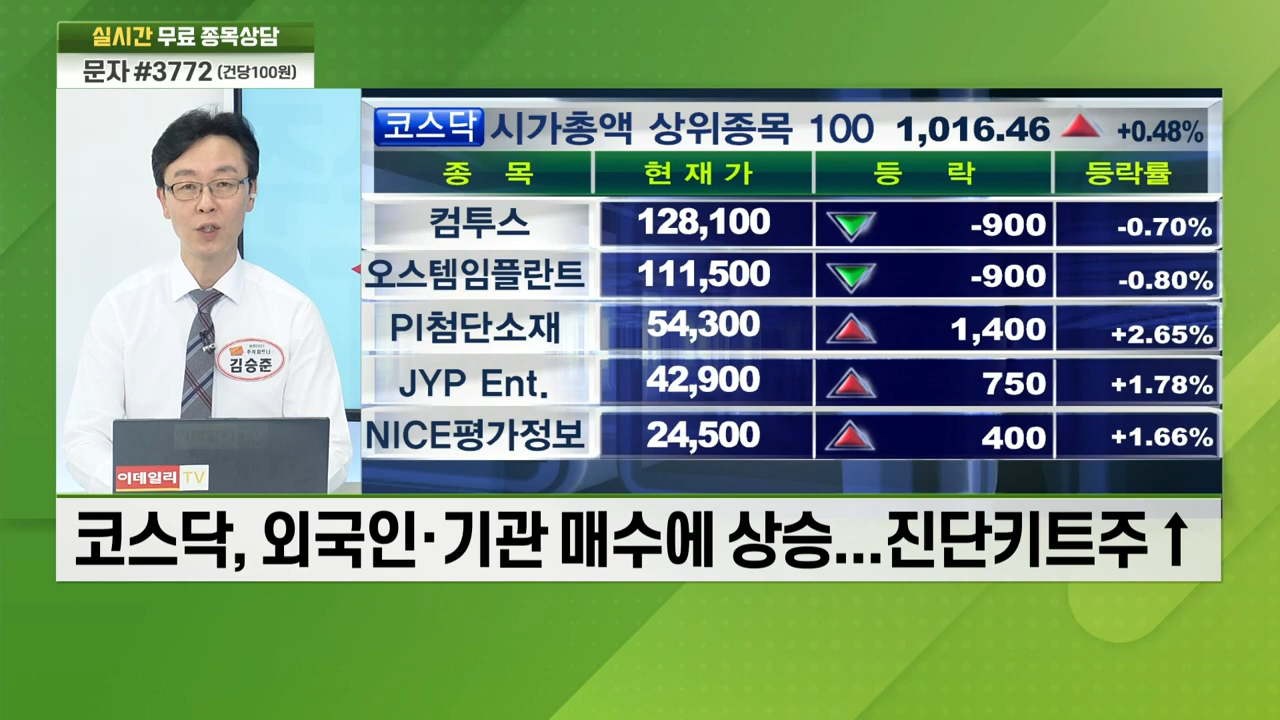 실시간 무료 종목상담
문자 #3772 (건당100원)
코스닥 시가총액 상위종목 100 1,016.46 +0.48%
종 목 현 재 가 등 락 등락률
컴투스 128,100 -900 -0.70%
오스템임플란트 111,500 -900 -0.80%
PI첨단소재 54,300 1,400 +2.65%
JYP Ent. 42,900 750 +1.78%
NICE평가정보 24,500 400 +1.66%
김승준
이데일리 TV
코스닥, 외국인·기관 매수에 상승...진단키트주↑